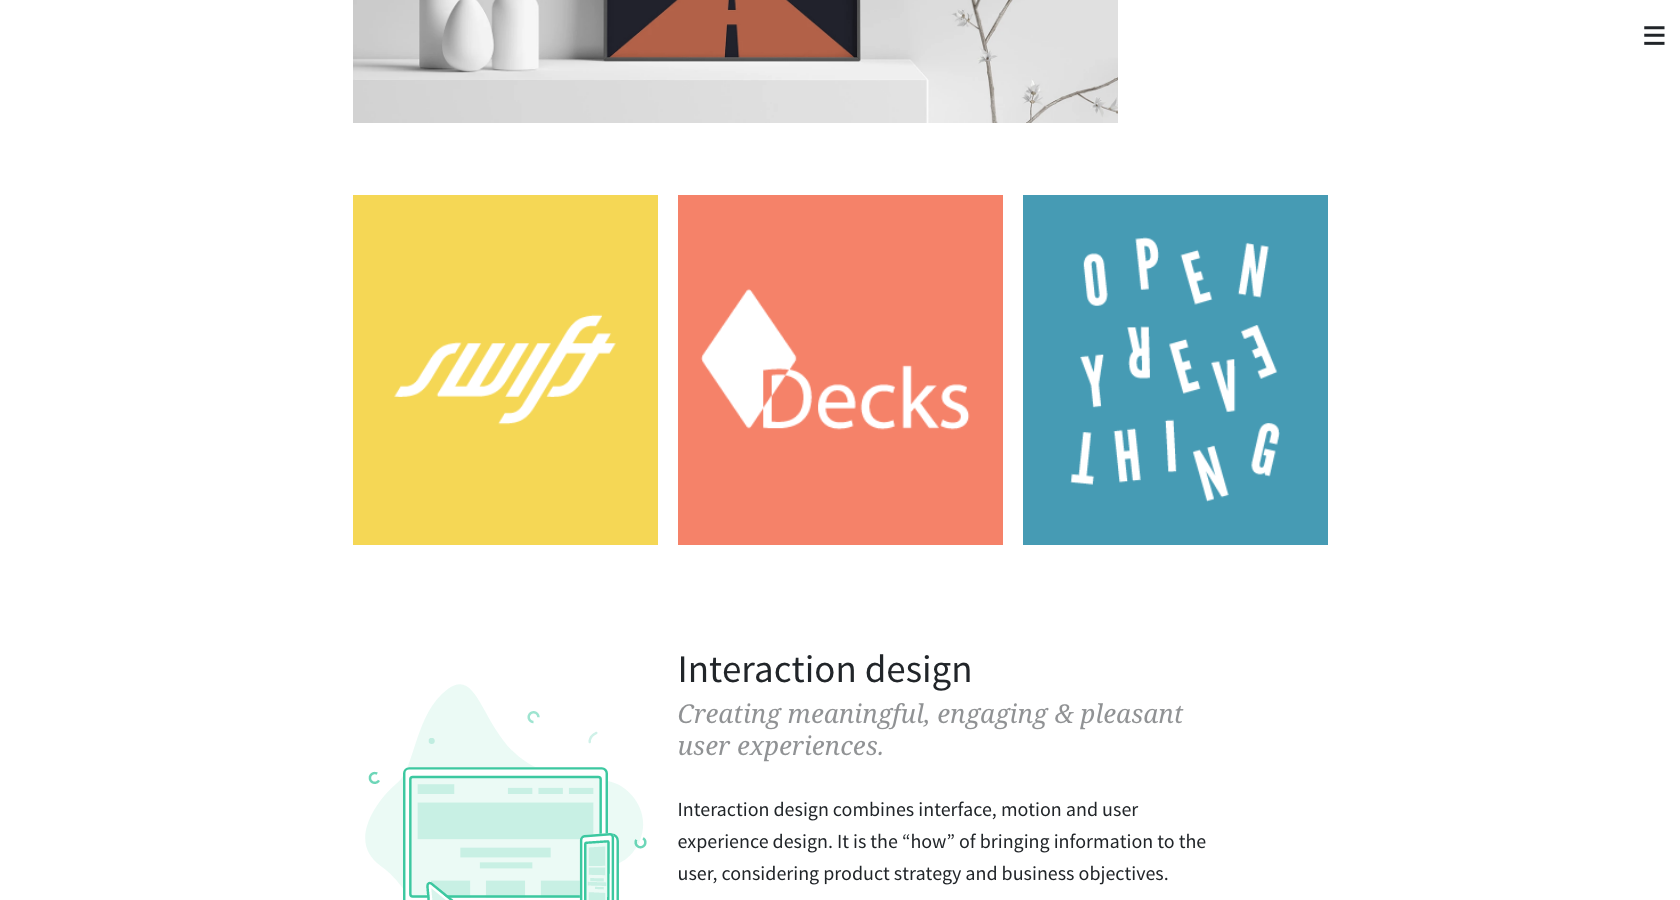 swift
Decks
OPEN
EVERY
THING
Interaction design
Creating meaningful, engaging & pleasant
user experiences.
Interaction design combines interface, motion and user
experience design. It is the “how” of bringing information to the
user, considering product strategy and business objectives.